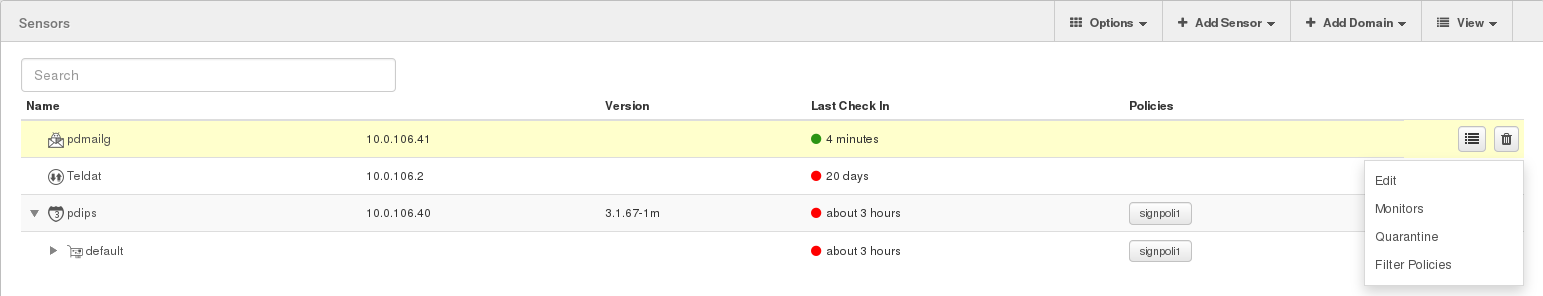 Sensors Options Add Sensor Add Domain View
Search
Name Version Last Check In Policies
pdmailg 10.0.106.41 4 minutes
Teldat 10.0.106.2 20 days
Edit
pdips 10.0.106.40 3.1.67-1m about 3 hours signpoli1
Monitors
Quarantine
default about 3 hours signpoli1
Filter Policies